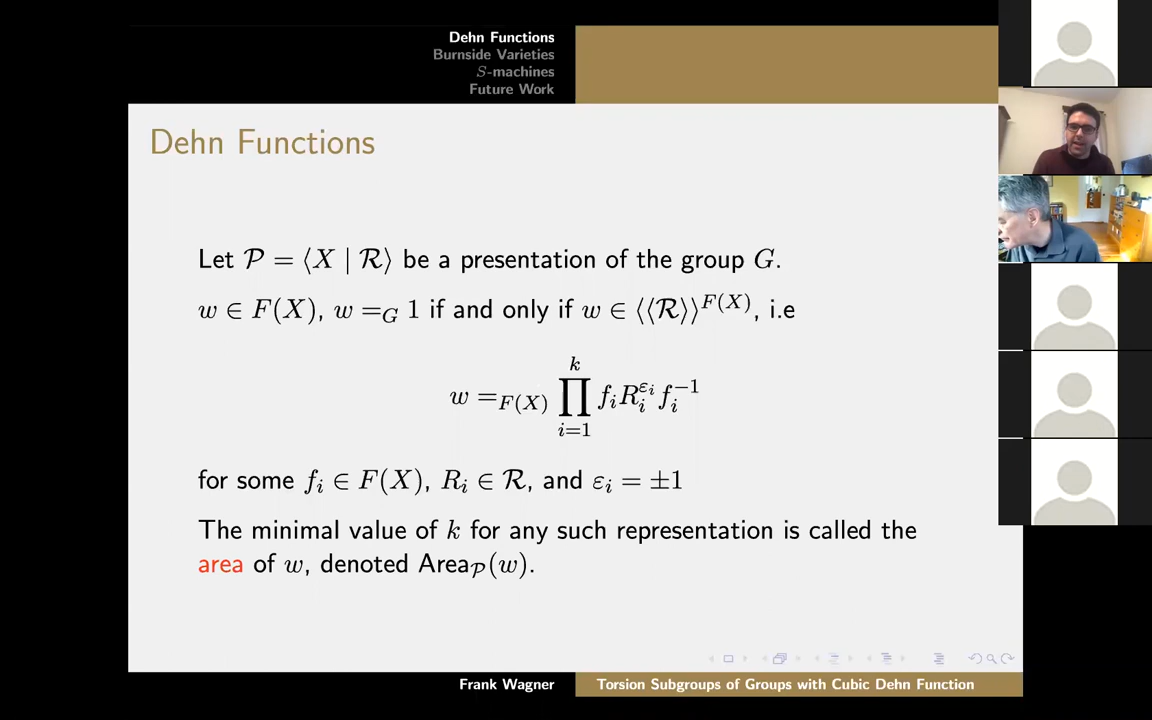 Dehn Functions
Burnside Varieties
S-machines
Future Work
Dehn Functions
Let 𝒫 = ⟨X | ℛ⟩ be a presentation of the group G.
w ∈ F(X), w =_G 1 if and only if w ∈ ⟨⟨ℛ⟩⟩^{F(X)}, i.e
w =_{F(X)} ∏_{i=1}^{k} f_i R_i^{ε_i} f_i^{-1}
for some f_i ∈ F(X), R_i ∈ ℛ, and ε_i = ±1
The minimal value of k for any such representation is called the
area of w, denoted Area_𝒫(w).
Frank Wagner
Torsion Subgroups of Groups with Cubic Dehn Function